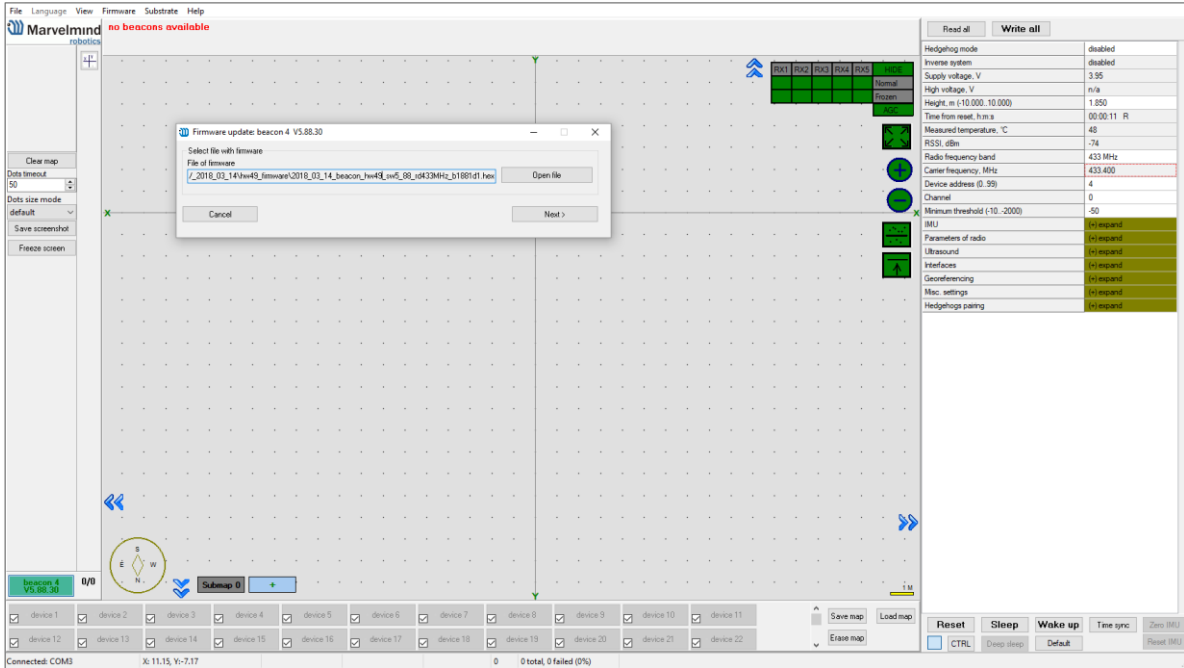 File Language View Firmware Substrate Help
Marvelmind
robotics
no beacons available
Read all Write all
RX1 RX2 RX3 RX4 RX5 HIDE
Normal
Frozen
AGC
Hedgehog mode disabled
Inverse system disabled
Supply voltage, V 3.95
High voltage, V n/a
Height, m (-10.000..10.000) 1.850
Time from reset, h:m:s 00:00:11 R
Measured temperature, °C 48
RSSI, dBm -74
Radio frequency band 433 MHz
Carrier frequency, MHz 433.400
Device address (0..99) 4
Channel 0
Minimum threshold (-10..-2000) -50
IMU (+) expand
Parameters of radio (+) expand
Ultrasound (+) expand
Interfaces (+) expand
Georeferencing (+) expand
Misc. settings (+) expand
Hedgehogs pairing (+) expand
Firmware update: beacon 4 V5.88.30
Select file with firmware
File of firmware
/_2018_03_14\hw49_firmware\2018_03_14_beacon_hw49_sw5_88_rd433MHz_b1881d1.hex Open file
Cancel Next >
Clear map
Dots timeout
50
Dots size mode
default
Save screenshot
Freeze screen
Y
X X
Y
S
E W
N
beacon 4
V5.88.30
0/0
Submap 0 +
1 M
device 1 device 2 device 3 device 4 device 5 device 6 device 7 device 8 device 9 device 10 device 11
device 12 device 13 device 14 device 15 device 16 device 17 device 18 device 19 device 20 device 21 device 22
Save map Load map
Erase map
Reset Sleep Wake up Time sync Zero IMU
CTRL Deep sleep Default Reset IMU
Connected: COM3 X: 11.15, Y:-7.17 0 0 total, 0 failed (0%)